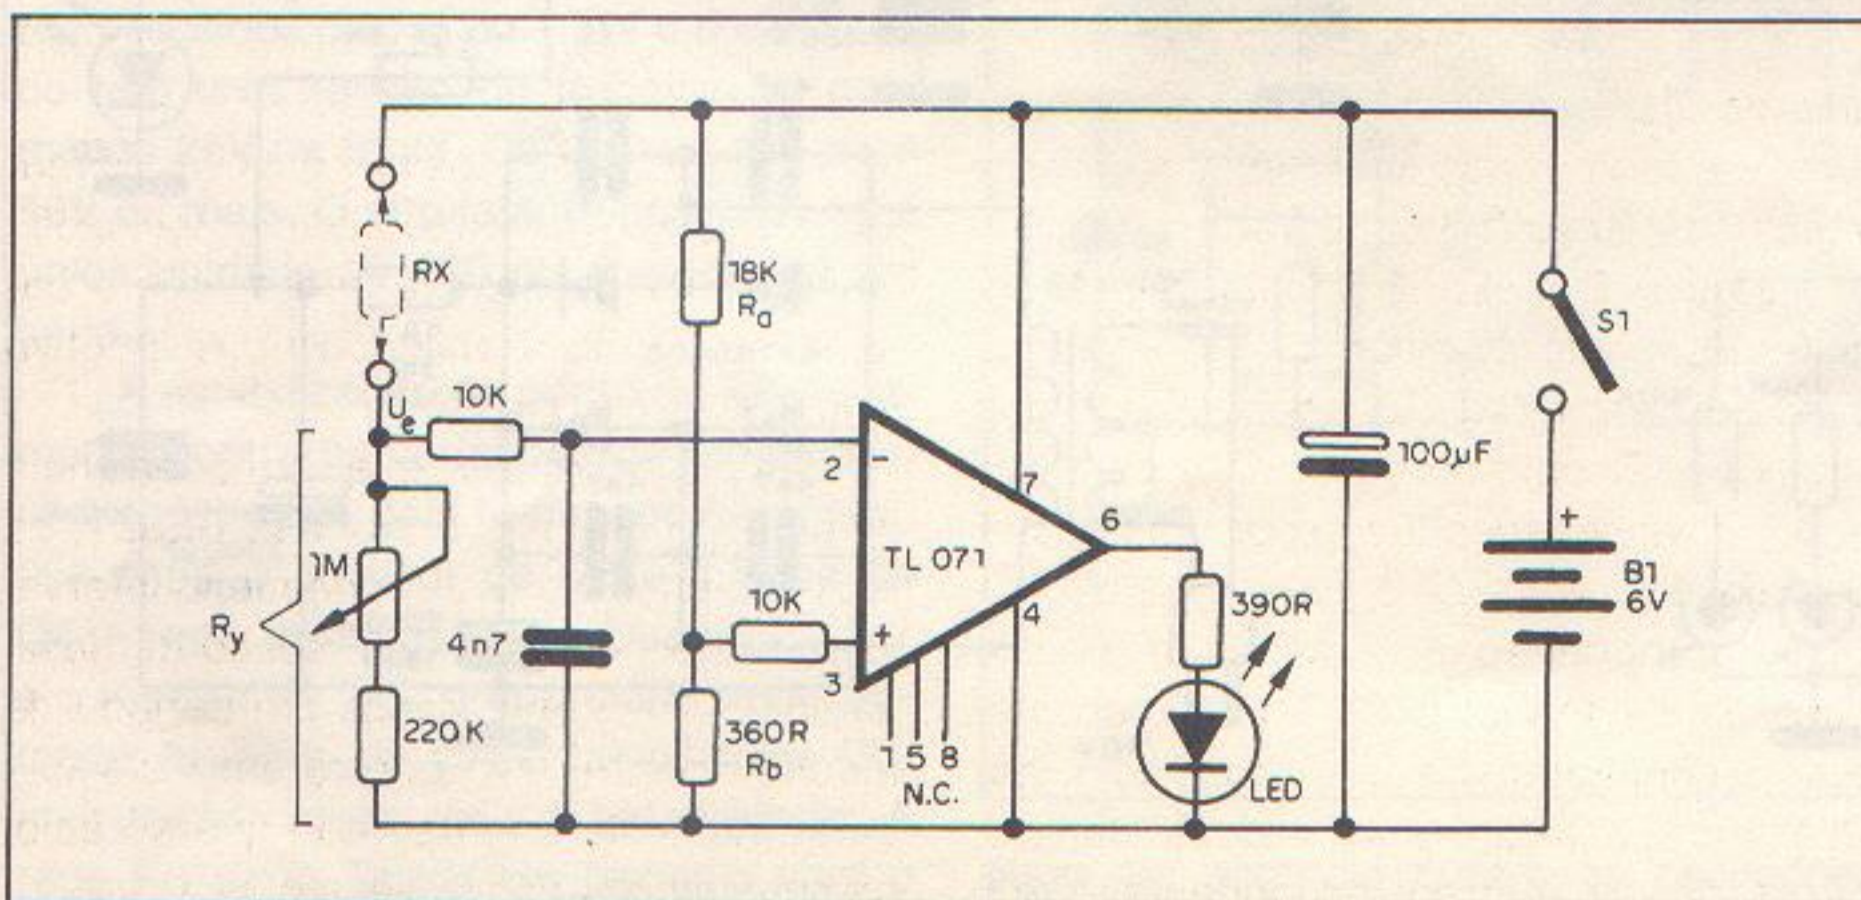 RX
18K
Ra
S1
Ue
10K
100µF
2
-
7
6
+
1M
TL 071
B1
6V
10K
390R
Ry
4n7
4
+
3
220K
360R
Rb
1 5 8
N.C.
LED